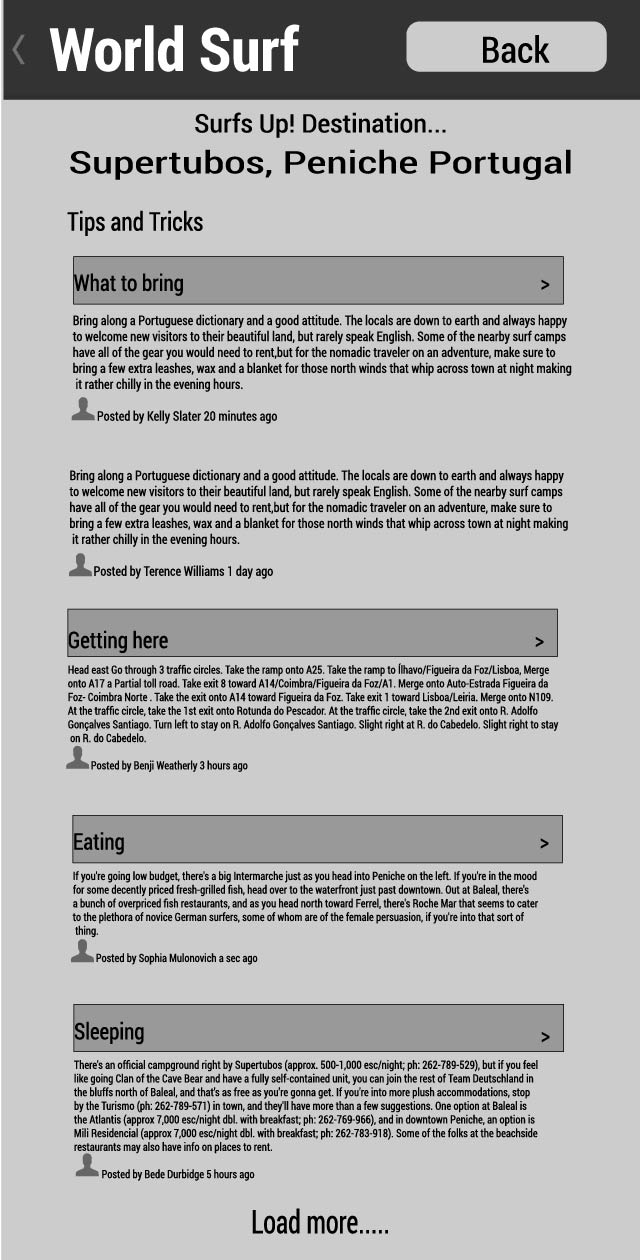 World Surf
Back
Surfs Up! Destination...
Supertubos, Peniche Portugal
Tips and Tricks
What to bring >
Bring along a Portuguese dictionary and a good attitude. The locals are down to earth and always happy
to welcome new visitors to their beautiful land, but rarely speak English. Some of the nearby surf camps
have all of the gear you would need to rent,but for the nomadic traveler on an adventure, make sure to
bring a few extra leashes, wax and a blanket for those north winds that whip across town at night making
it rather chilly in the evening hours.
Posted by Kelly Slater 20 minutes ago
Bring along a Portuguese dictionary and a good attitude. The locals are down to earth and always happy
to welcome new visitors to their beautiful land, but rarely speak English. Some of the nearby surf camps
have all of the gear you would need to rent,but for the nomadic traveler on an adventure, make sure to
bring a few extra leashes, wax and a blanket for those north winds that whip across town at night making
it rather chilly in the evening hours.
Posted by Terence Williams 1 day ago
Getting here >
Head east Go through 3 traffic circles. Take the ramp onto A25. Take the ramp to Ílhavo/Figueira da Foz/Lisboa, Merge
onto A17 a Partial toll road. Take exit 8 toward A14/Coimbra/Figueira da Foz/A1. Merge onto Auto-Estrada Figueira da
Foz- Coimbra Norte . Take the exit onto A14 toward Figueira da Foz. Take exit 1 toward Lisboa/Leiria. Merge onto N109.
At the traffic circle, take the 1st exit onto Rotunda do Pescador. At the traffic circle, take the 2nd exit onto R. Adolfo
Gonçalves Santiago. Turn left to stay on R. Adolfo Gonçalves Santiago. Slight right at R. do Cabedelo. Slight right to stay
on R. do Cabedelo.
Posted by Benji Weatherly 3 hours ago
Eating >
If you're going low budget, there's a big Intermarche just as you head into Peniche on the left. If you're in the mood
for some decently priced fresh-grilled fish, head over to the waterfront just past downtown. Out at Baleal, there's
a bunch of overpriced fish restaurants, and as you head north toward Ferrel, there's Roche Mar that seems to cater
to the plethora of novice German surfers, some of whom are of the female persuasion, if you're into that sort of
thing.
Posted by Sophia Mulonovich a sec ago
Sleeping >
There's an official campground right by Supertubos (approx. 500-1,000 esc/night; ph: 262-789-529), but if you feel
like going Clan of the Cave Bear and have a fully self-contained unit, you can join the rest of Team Deutschland in
the bluffs north of Baleal, and that's as free as you're gonna get. If you're into more plush accommodations, stop
by the Turismo (ph: 262-789-571) in town, and they'll have more than a few suggestions. One option at Baleal is
the Atlantis (approx 7,000 esc/night dbl. with breakfast; ph: 262-769-966), and in downtown Peniche, an option is
Mili Residencial (approx 7,000 esc/night dbl. with breakfast; ph: 262-783-918). Some of the folks at the beachside
restaurants may also have info on places to rent.
Posted by Bede Durbidge 5 hours ago
Load more.....